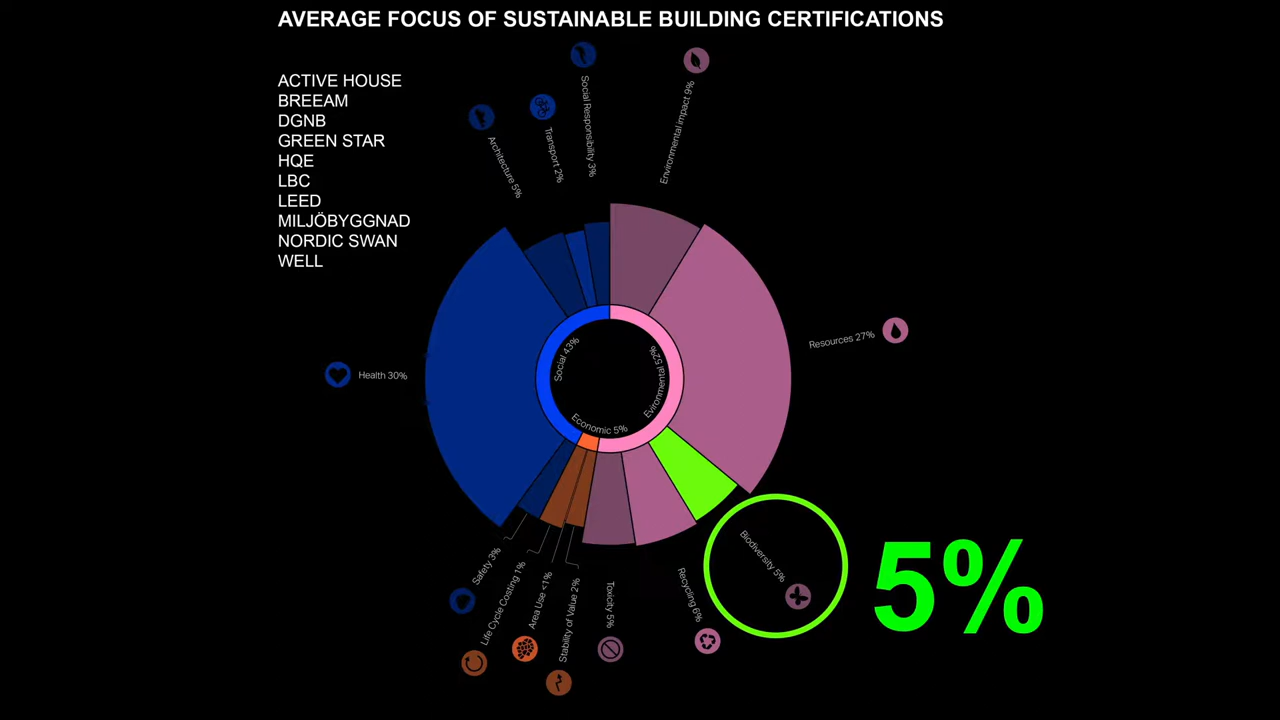 AVERAGE FOCUS OF SUSTAINABLE BUILDING CERTIFICATIONS
ACTIVE HOUSE
BREEAM
DGNB
GREEN STAR
HQE
LBC
LEED
MILJÖBYGGNAD
NORDIC SWAN
WELL
Architecture 5%
Transport 2%
Social Responsibility 3%
Environmental impact 9%
Resources 27%
Health 30%
Social 43%
Evironmental 52%
Economic 5%
Biodiversity 5%
5%
Safety 3%
Life Cycle Costing 1%
Area Use <1%
Stability of Value 2%
Toxicity 5%
Recycling 6%